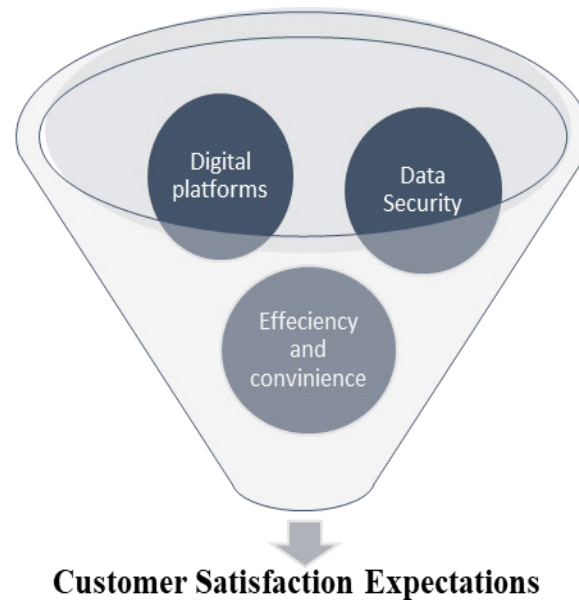 Digital
platforms
Data
Security
Effeciency
and
convinience
Customer Satisfaction Expectations